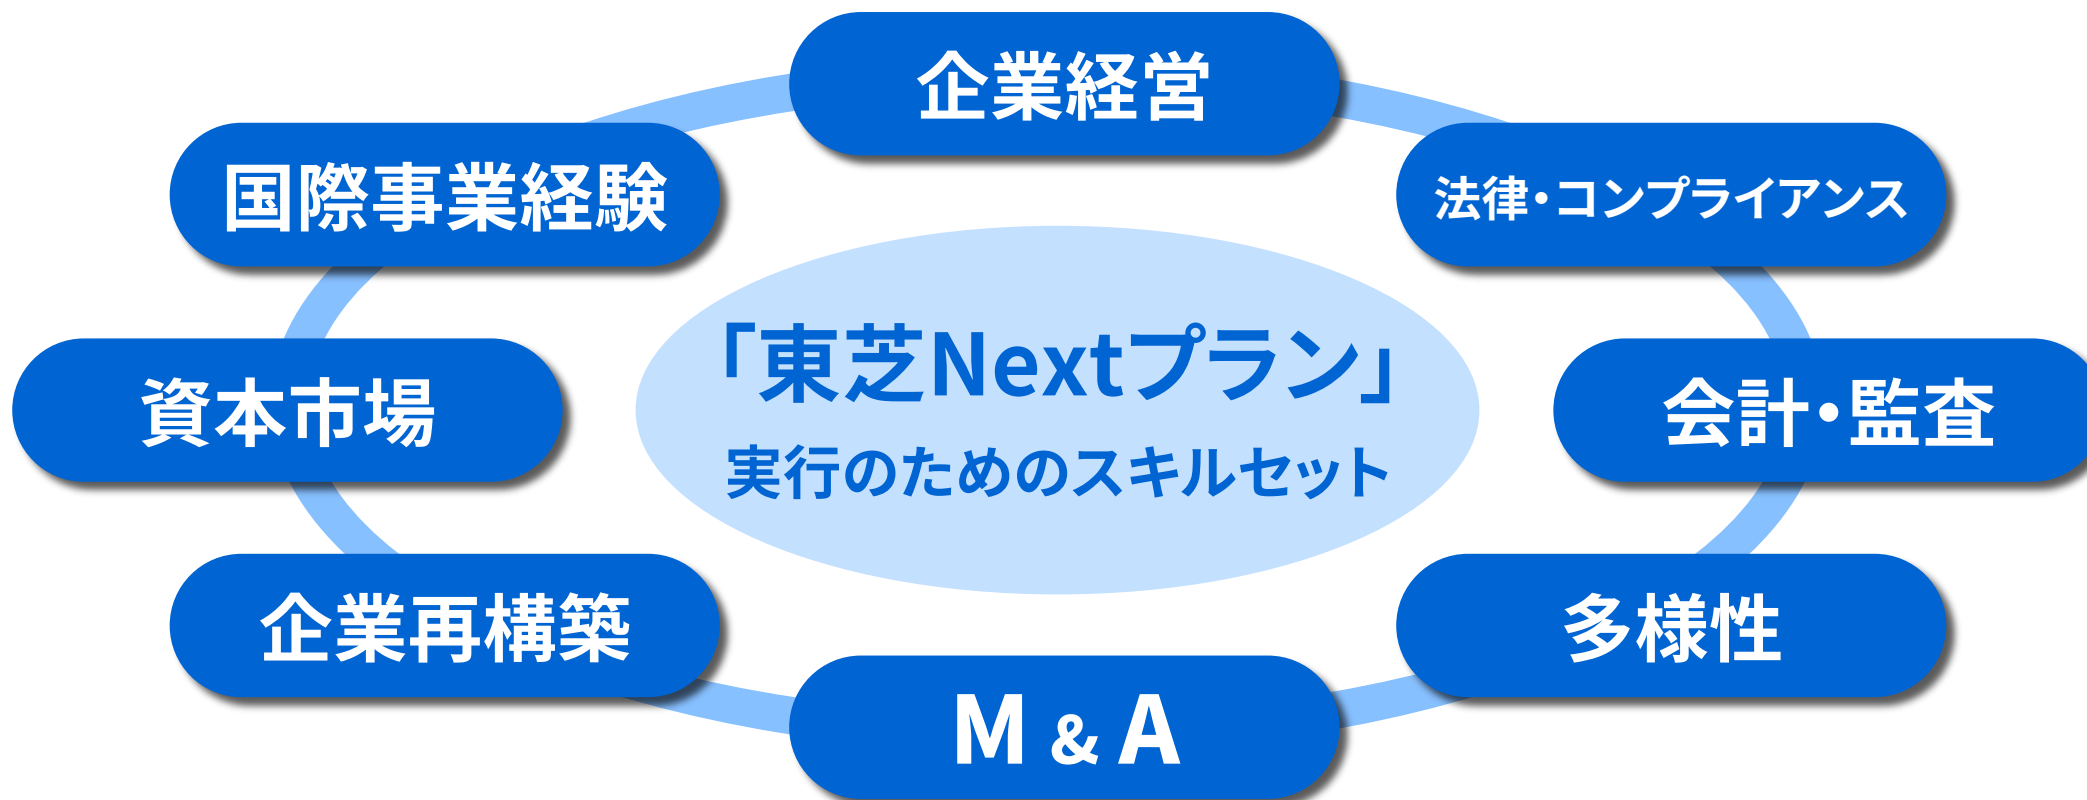 企業経営
国際事業経験
法律・コンプライアンス
「東芝Nextプラン」
実行のためのスキルセット
資本市場
会計・監査
企業再構築
多様性
M & A